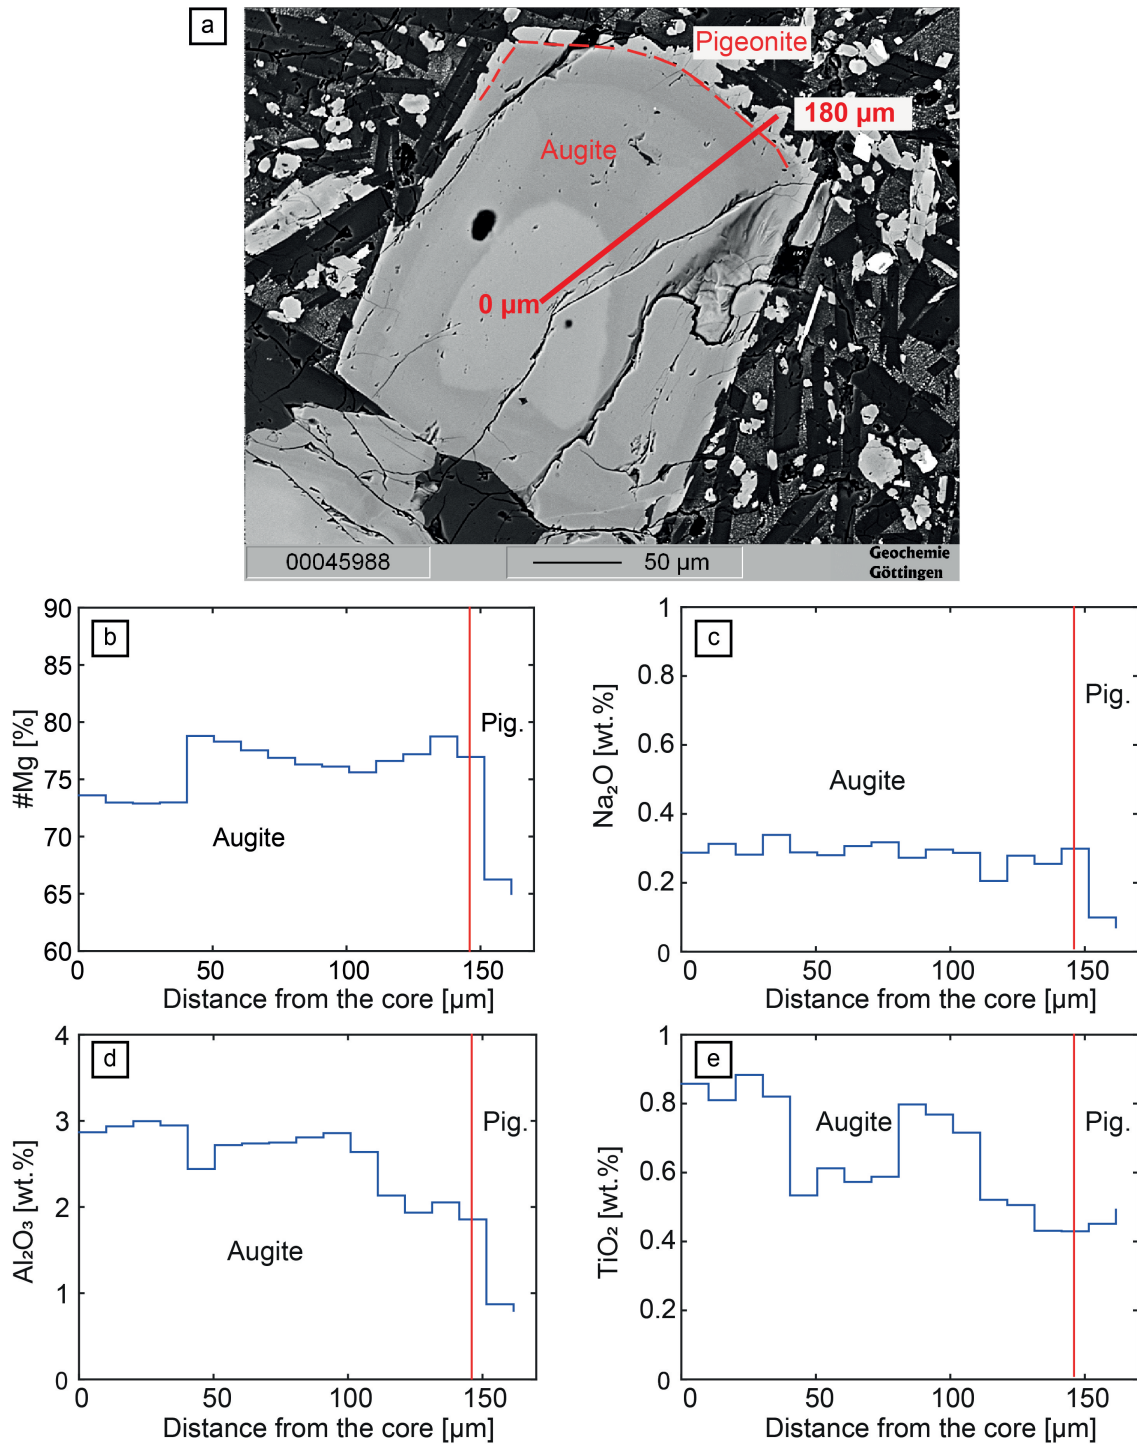 a
Pigeonite
180 µm
Augite
0 µm
00045988
50 µm
Geochemie
Göttingen
b
90
85
80
75
70
65
60
#Mg [%]
Pig.
Augite
0
50
100
150
Distance from the core [µm]
c
1
0.8
0.6
0.4
0.2
0
Na₂O [wt.%]
Pig.
Augite
0
50
100
150
Distance from the core [µm]
d
4
3
2
1
0
Al₂O₃ [wt.%]
Pig.
Augite
0
50
100
150
Distance from the core [µm]
e
1
0.8
0.6
0.4
0.2
0
TiO₂ [wt.%]
Augite
Pig.
0
50
100
150
Distance from the core [µm]